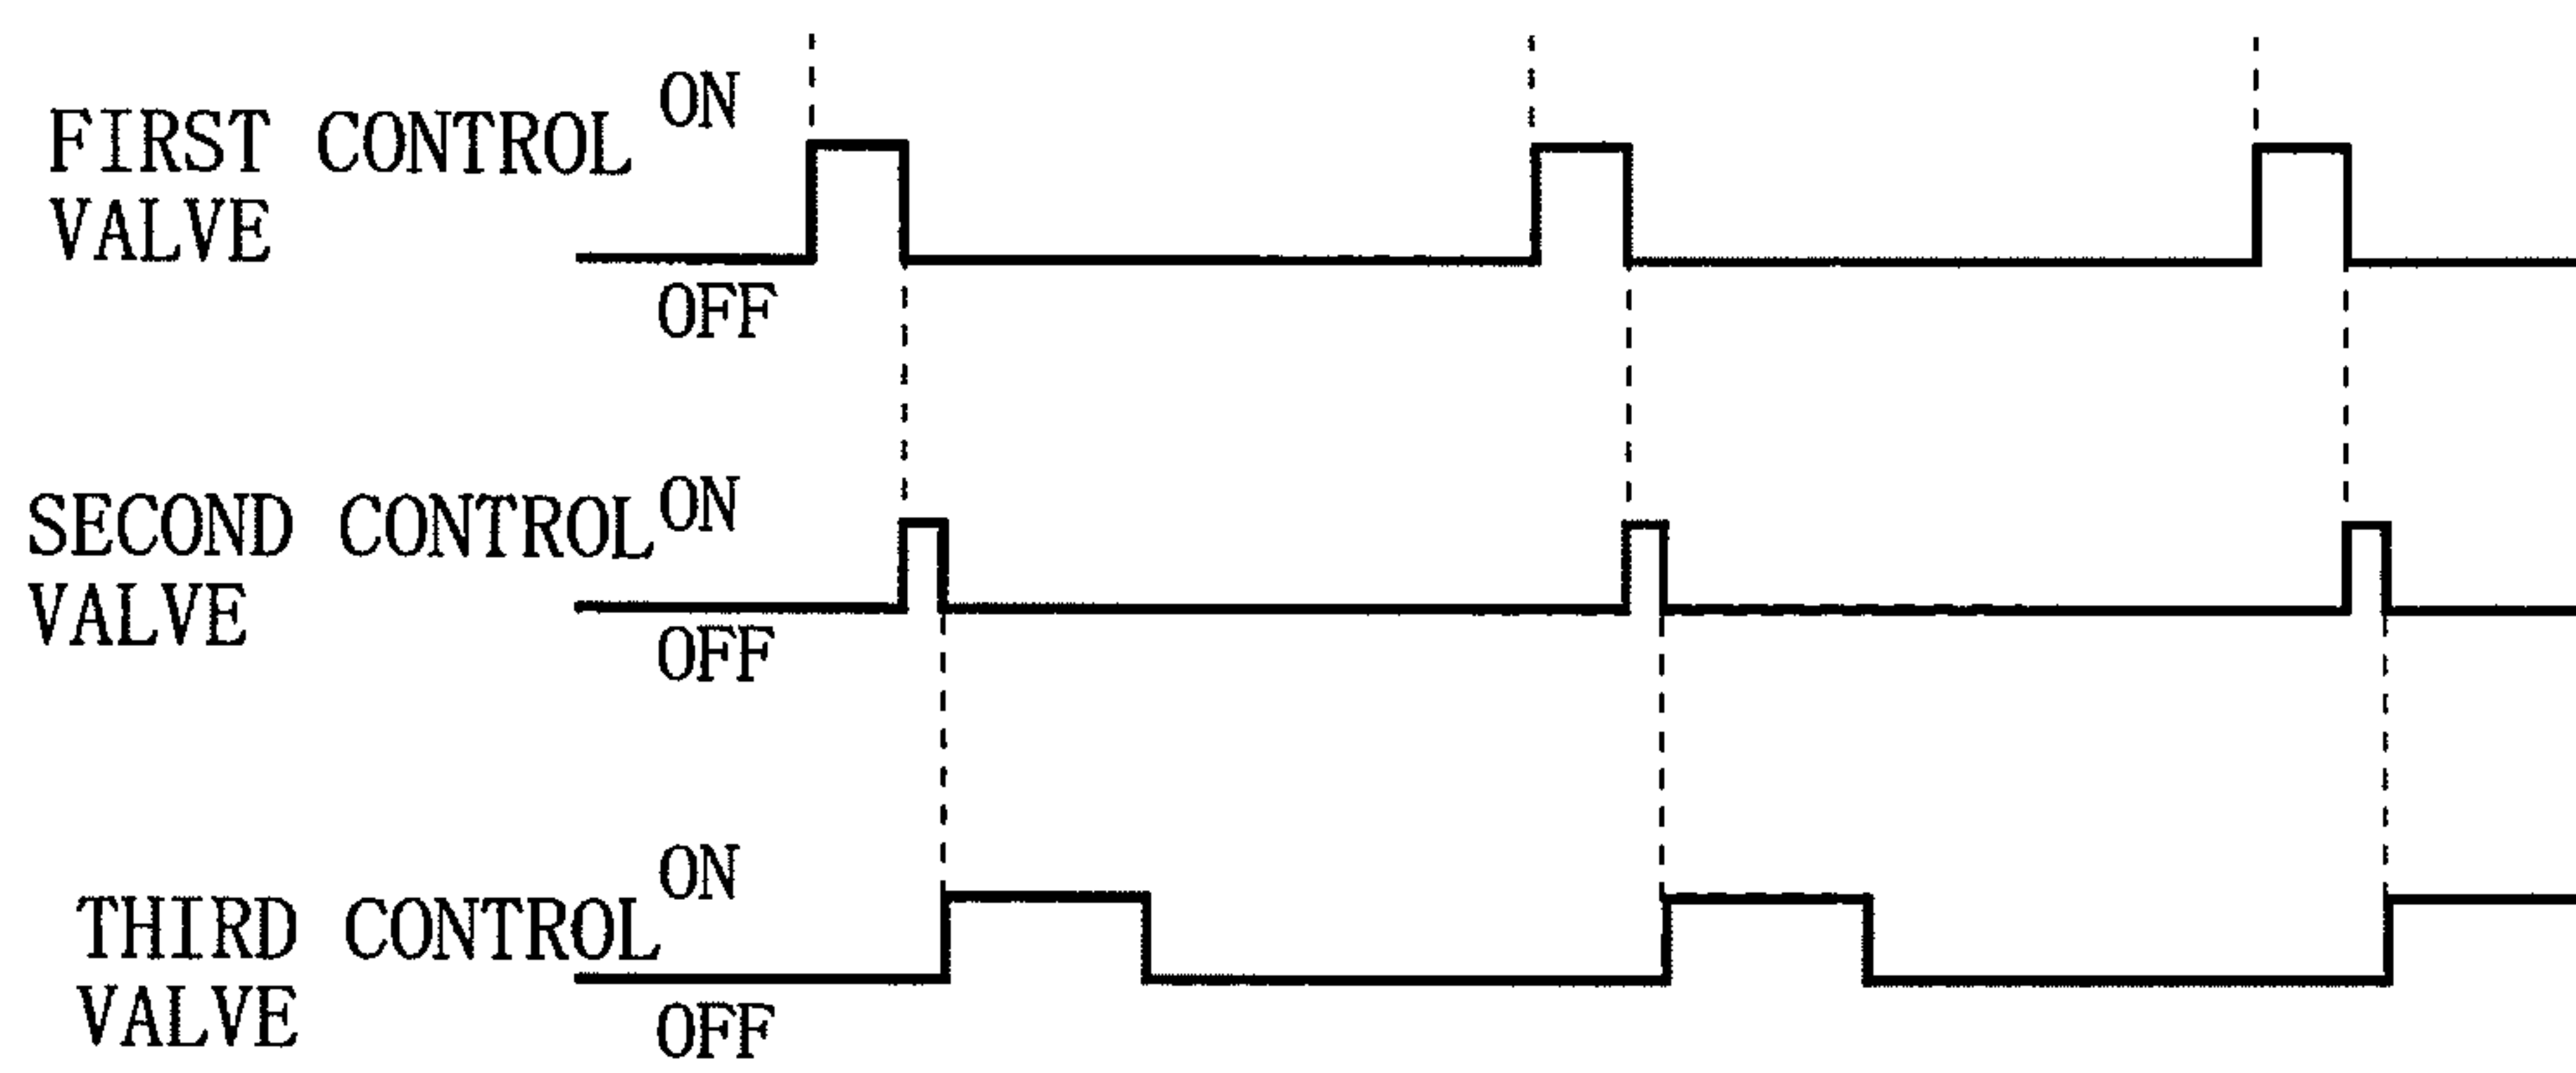 ON
FIRST CONTROL
VALVE
OFF
ON
SECOND CONTROL
VALVE
OFF
ON
THIRD CONTROL
VALVE
OFF